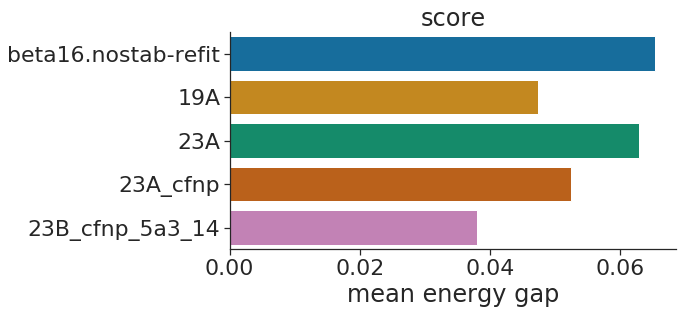 score
beta16.nostab-refit
19A
23A
23A_cfnp
23B_cfnp_5a3_14
0.00 0.02 0.04 0.06
mean energy gap